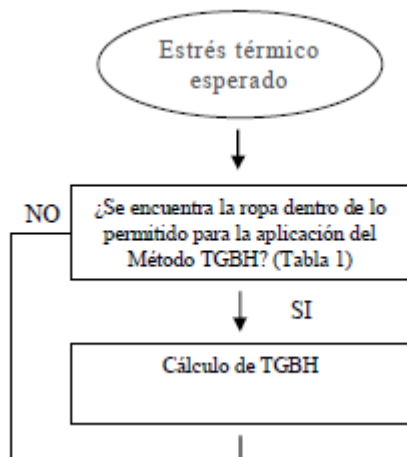 Estrés térmico
esperado
NO
¿Se encuentra la ropa dentro de lo
permitido para la aplicación del
Método TGBH? (Tabla 1)
SI
Cálculo de TGBH